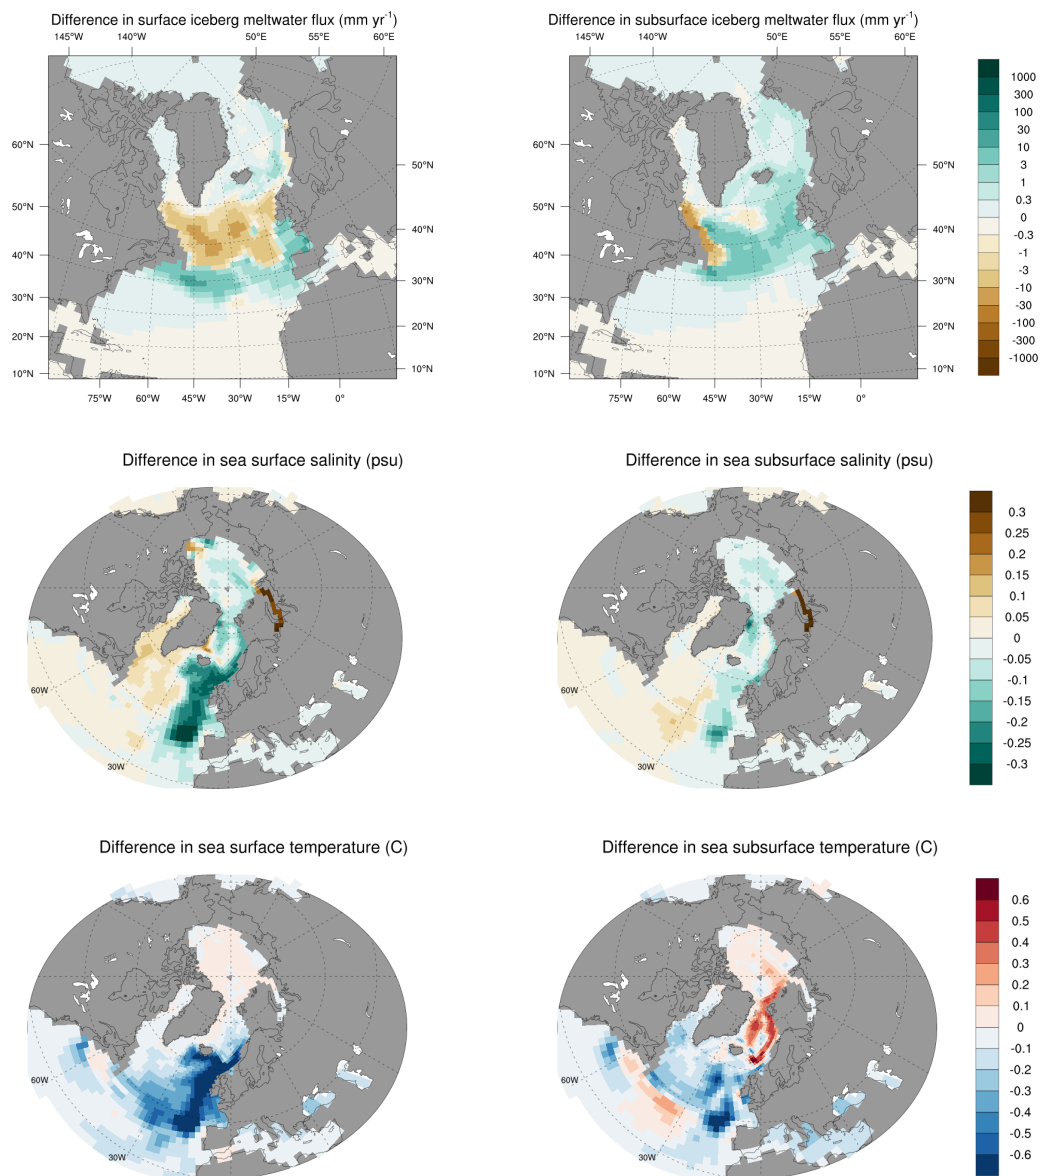 Difference in surface iceberg meltwater flux (mm yr⁻¹)
145°W 140°W 50°E 55°E 60°E
60°N
50°N
40°N
30°N
20°N
10°N
50°N
40°N
30°N
20°N
10°N
75°W 60°W 45°W 30°W 15°W 0°
Difference in subsurface iceberg meltwater flux (mm yr⁻¹)
145°W 140°W 50°E 55°E 60°E
60°N
50°N
40°N
30°N
20°N
10°N
50°N
40°N
30°N
20°N
10°N
75°W 60°W 45°W 30°W 15°W 0°
1000
300
100
30
10
3
1
0.3
0
-0.3
-1
-3
-10
-30
-100
-300
-1000
Difference in sea surface salinity (psu)
60W
30W
Difference in sea subsurface salinity (psu)
60W
30W
0.3
0.25
0.2
0.15
0.1
0.05
0
-0.05
-0.1
-0.15
-0.2
-0.25
-0.3
Difference in sea surface temperature (C)
60W
30W
Difference in sea subsurface temperature (C)
60W
30W
0.6
0.5
0.4
0.3
0.2
0.1
0
-0.1
-0.2
-0.3
-0.4
-0.5
-0.6